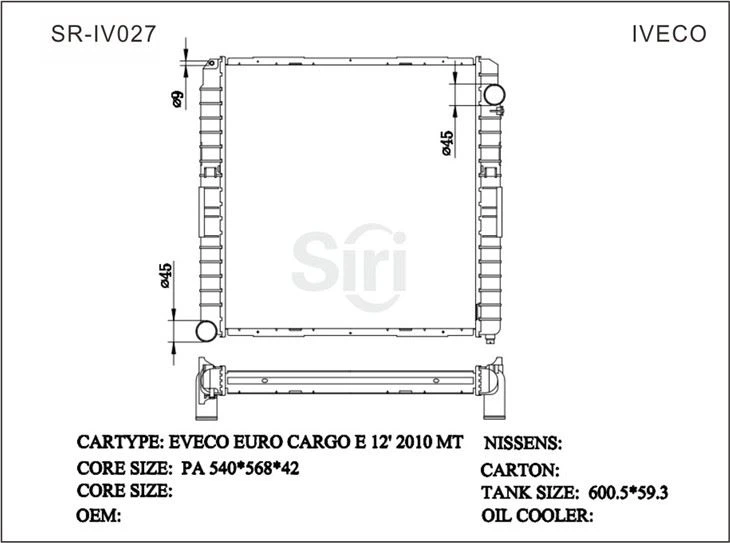 SR-IV027
IVECO
ø9
ø45
ø45
Siri
CARTYPE: EVECO EURO CARGO E 12' 2010 MT
NISSENS:
CORE SIZE: PA 540*568*42
CARTON:
CORE SIZE:
TANK SIZE: 600.5*59.3
OEM:
OIL COOLER: